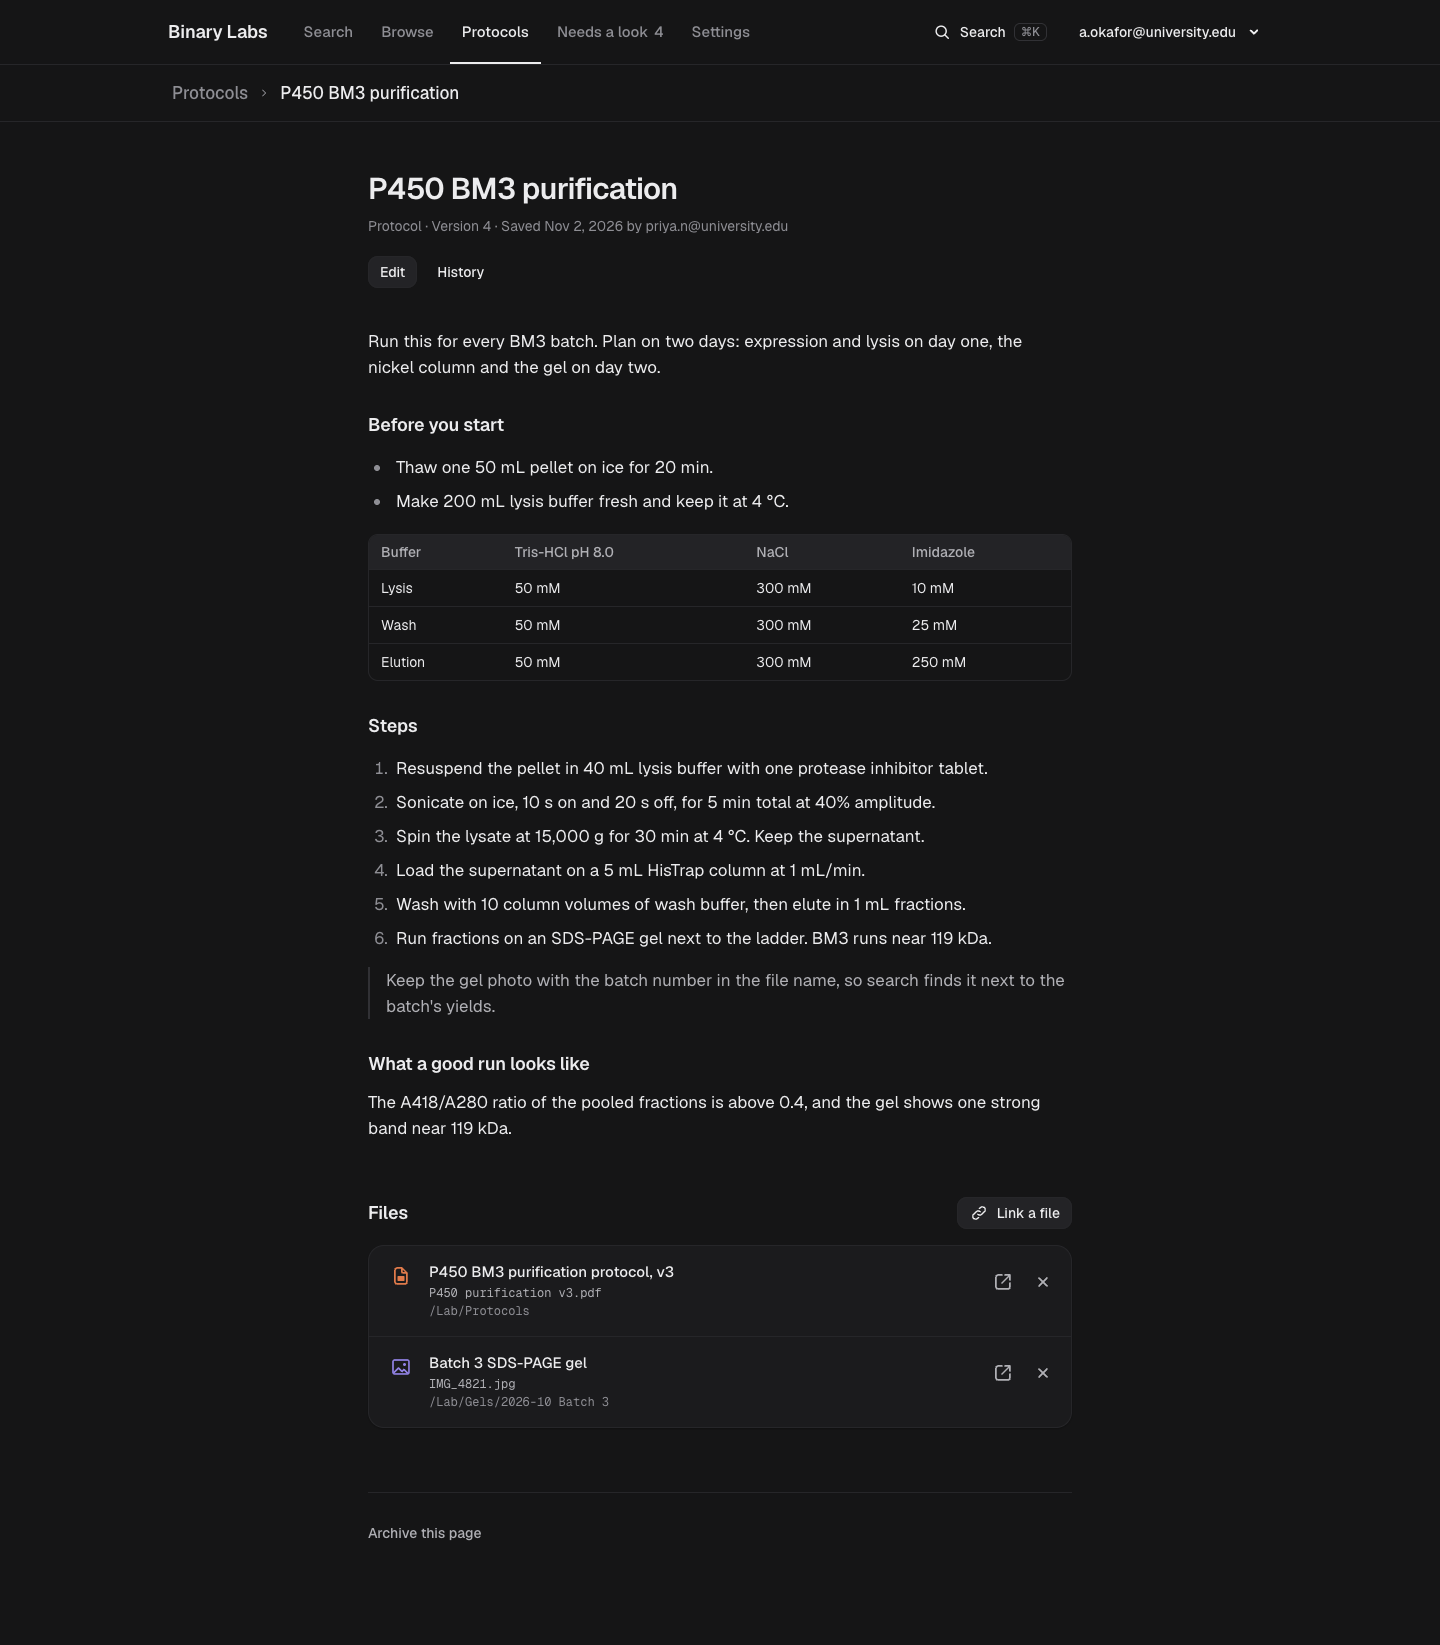 Binary Labs Search Browse Protocols Needs a look 4 Settings Search ⌘K a.okafor@university.edu
Protocols › P450 BM3 purification
P450 BM3 purification
Protocol · Version 4 · Saved Nov 2, 2026 by priya.n@university.edu
Edit History
Run this for every BM3 batch. Plan on two days: expression and lysis on day one, the
nickel column and the gel on day two.
Before you start
• Thaw one 50 mL pellet on ice for 20 min.
• Make 200 mL lysis buffer fresh and keep it at 4 °C.
Buffer Tris-HCl pH 8.0 NaCl Imidazole
Lysis 50 mM 300 mM 10 mM
Wash 50 mM 300 mM 25 mM
Elution 50 mM 300 mM 250 mM
Steps
1. Resuspend the pellet in 40 mL lysis buffer with one protease inhibitor tablet.
2. Sonicate on ice, 10 s on and 20 s off, for 5 min total at 40% amplitude.
3. Spin the lysate at 15,000 g for 30 min at 4 °C. Keep the supernatant.
4. Load the supernatant on a 5 mL HisTrap column at 1 mL/min.
5. Wash with 10 column volumes of wash buffer, then elute in 1 mL fractions.
6. Run fractions on an SDS-PAGE gel next to the ladder. BM3 runs near 119 kDa.
Keep the gel photo with the batch number in the file name, so search finds it next to the
batch's yields.
What a good run looks like
The A418/A280 ratio of the pooled fractions is above 0.4, and the gel shows one strong
band near 119 kDa.
Files Link a file
P450 BM3 purification protocol, v3
P450 purification v3.pdf
/Lab/Protocols
Batch 3 SDS-PAGE gel
IMG_4821.jpg
/Lab/Gels/2026-10 Batch 3
Archive this page